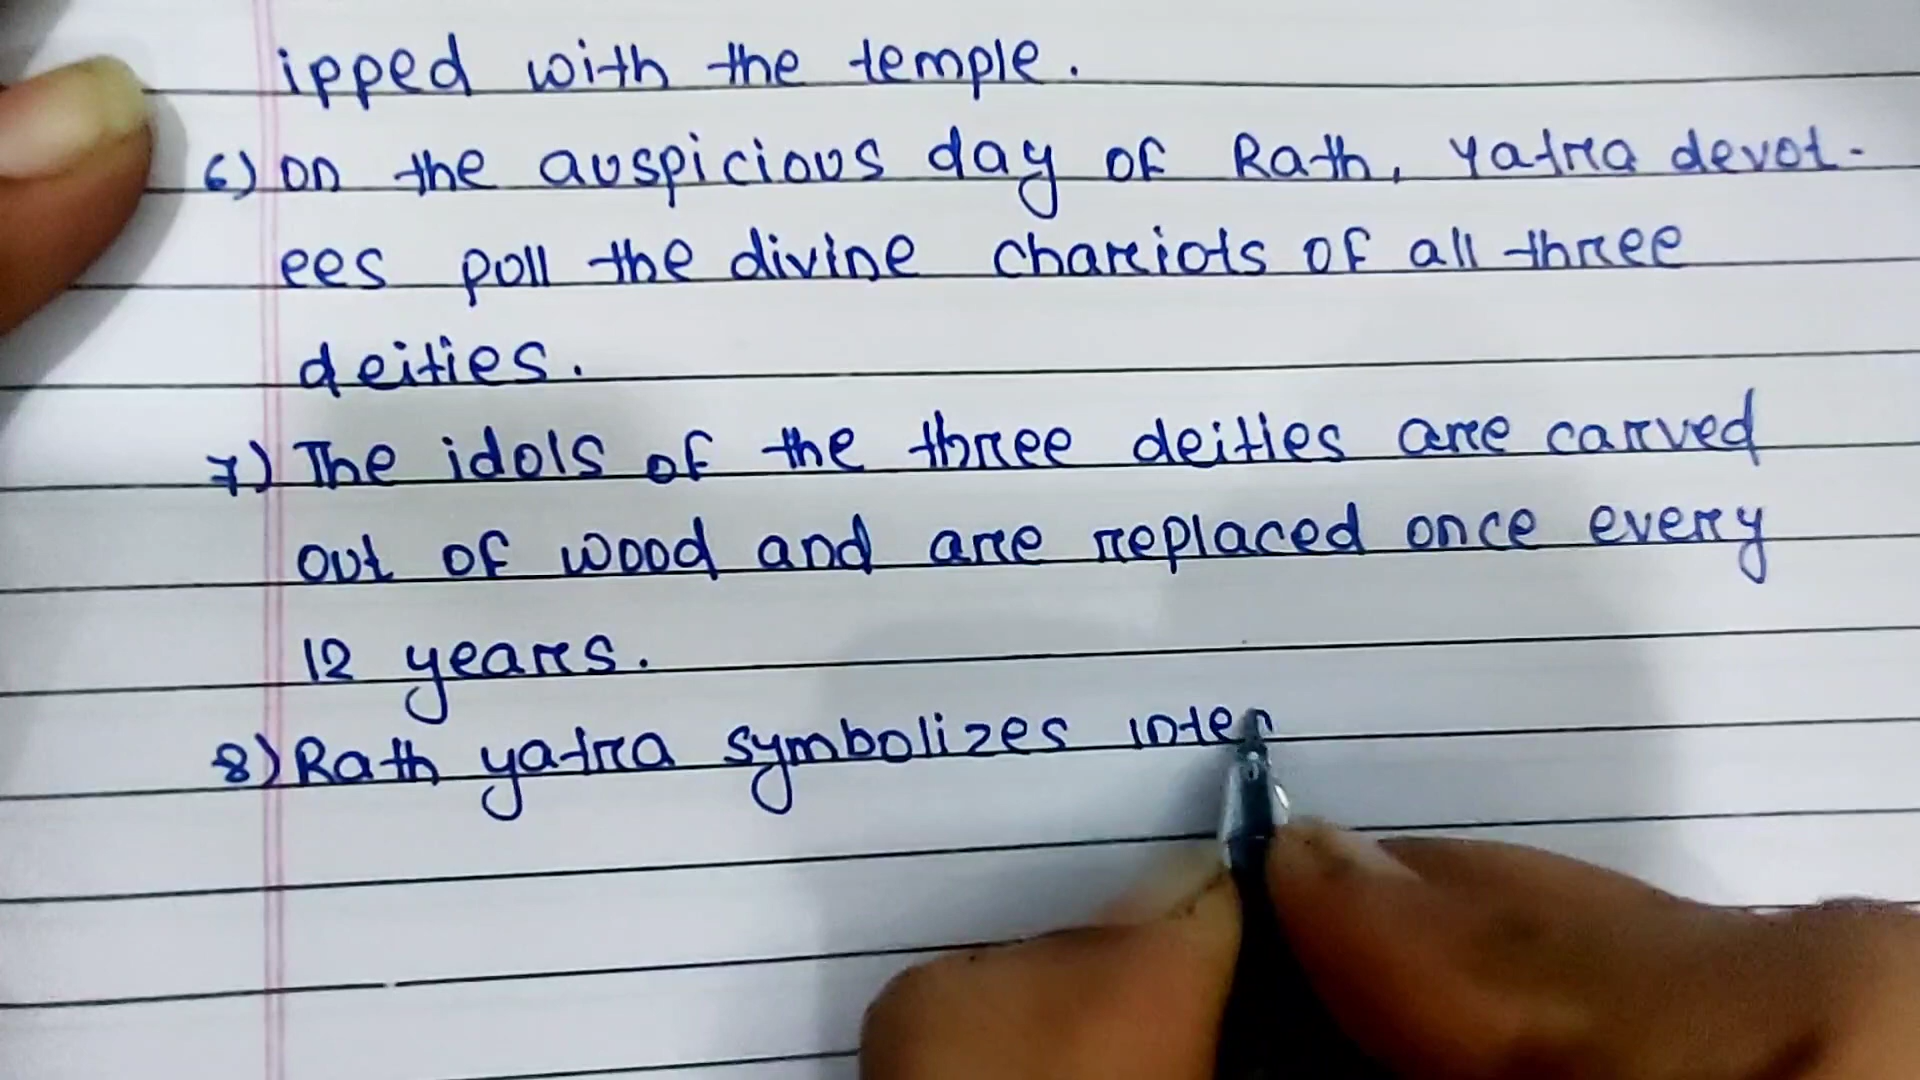 ipped with the temple.
6) on the auspicious day of Rath, yatra devot-
ees pull the divine chariots of all three
deities.
7) The idols of the three deities are carved
out of wood and are replaced once every
12 years.
8) Rath yatra symbolizes inte